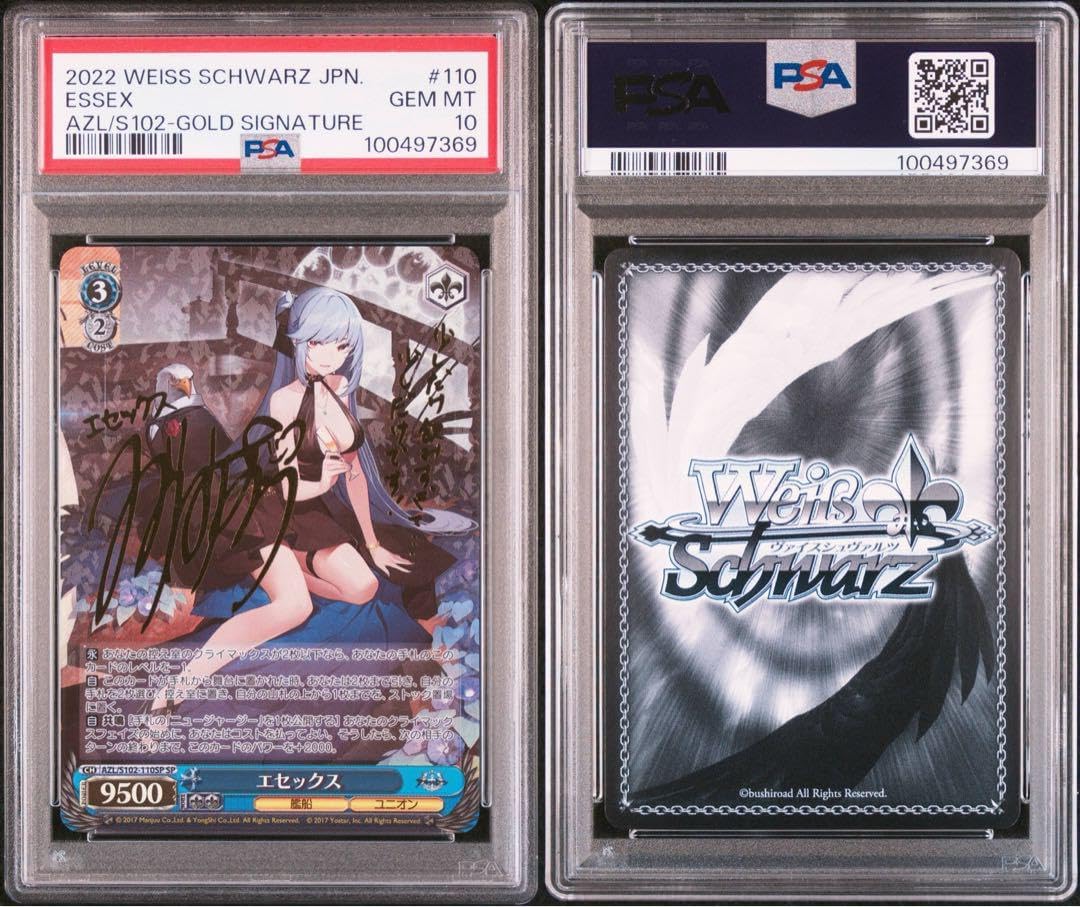 2022 WEISS SCHWARZ JPN. #110
ESSEX GEM MT
AZL/S102-GOLD SIGNATURE 10
PSA 100497369
LEVEL
3
2
COST
エセックス
永 あなたの控え室のクライマックスが2枚以下なら、あなたの手札のこの
カードのレベルを-1。
自 このカードが手札から舞台に置かれた時、あなたは2枚まで引き、自分の
手札を2枚選び、控え室に置き、自分の山札の上から1枚までを、ストック置場
に置く。
自 共鳴 [手札の「ニュージャージー」を1枚公開する] あなたのクライマック
スフェイズの始めに、あなたはコストを払ってよい。そうしたら、次の相手の
ターンの終わりまで、このカードのパワーを+2000。
CH AZL/S102-110SP SP
エセックス
9500
艦船 ユニオン
© 2017 Manjuu Co.,Ltd. & YongShi Co.,Ltd. All Rights Reserved. © 2017 Yostar, Inc. All Rights Reserved.
PSA
PSA
PSA
100497369
Weiß
ヴァイスシュヴァルツ
Schwarz
©bushiroad All Rights Reserved.
PSA